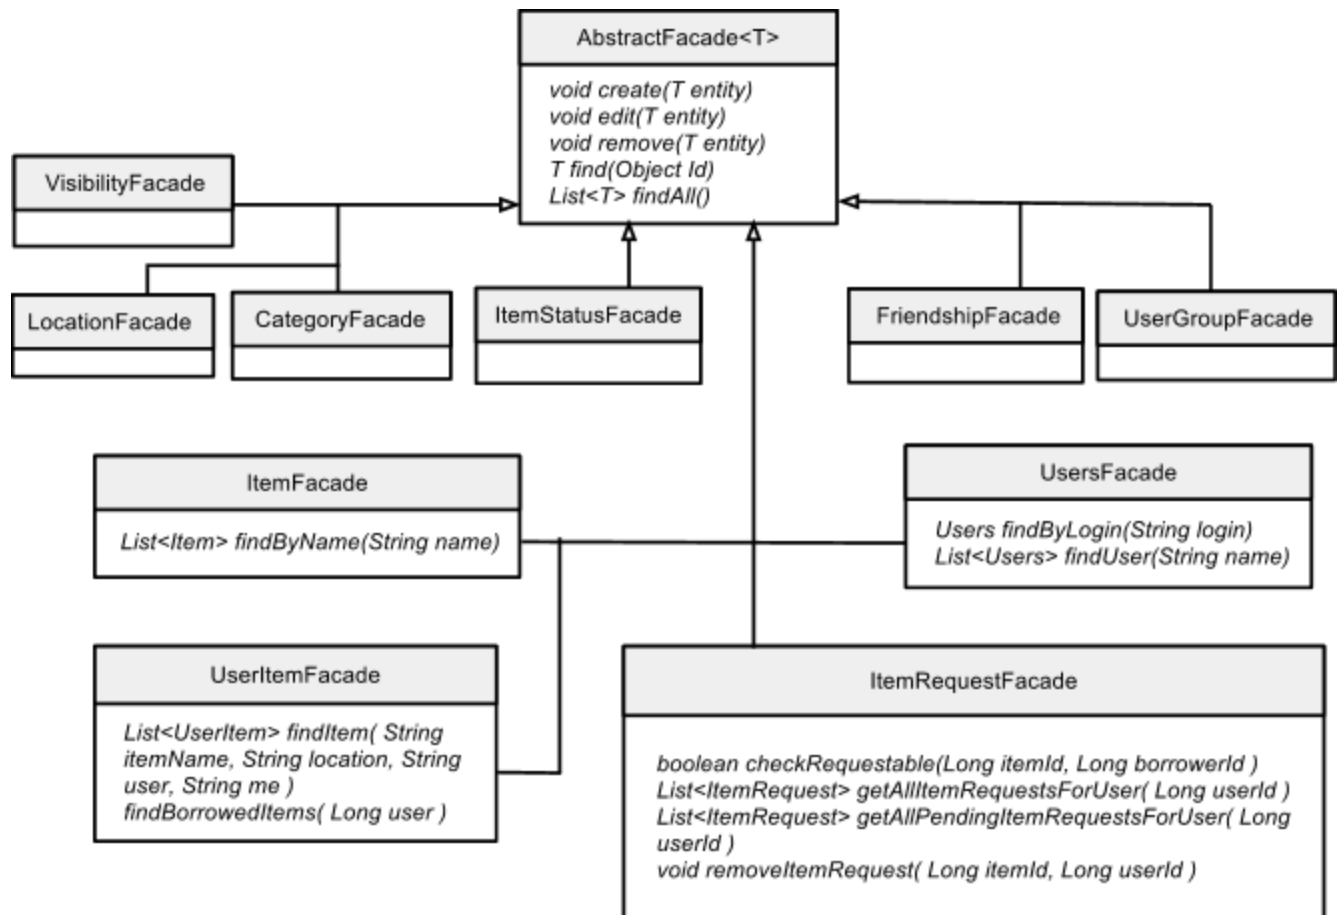 AbstractFacade<T>
void create(T entity)
void edit(T entity)
void remove(T entity)
T find(Object Id)
List<T> findAll()
VisibilityFacade
LocationFacade
CategoryFacade
ItemStatusFacade
FriendshipFacade
UserGroupFacade
ItemFacade
List<Item> findByName(String name)
UsersFacade
Users findByLogin(String login)
List<Users> findUser(String name)
UserItemFacade
List<UserItem> findItem( String
itemName, String location, String
user, String me )
findBorrowedItems( Long user )
ItemRequestFacade
boolean checkRequestable(Long itemId, Long borrowerId )
List<ItemRequest> getAllItemRequestsForUser( Long userId )
List<ItemRequest> getAllPendingItemRequestsForUser( Long
userId )
void removeItemRequest( Long itemId, Long userId )